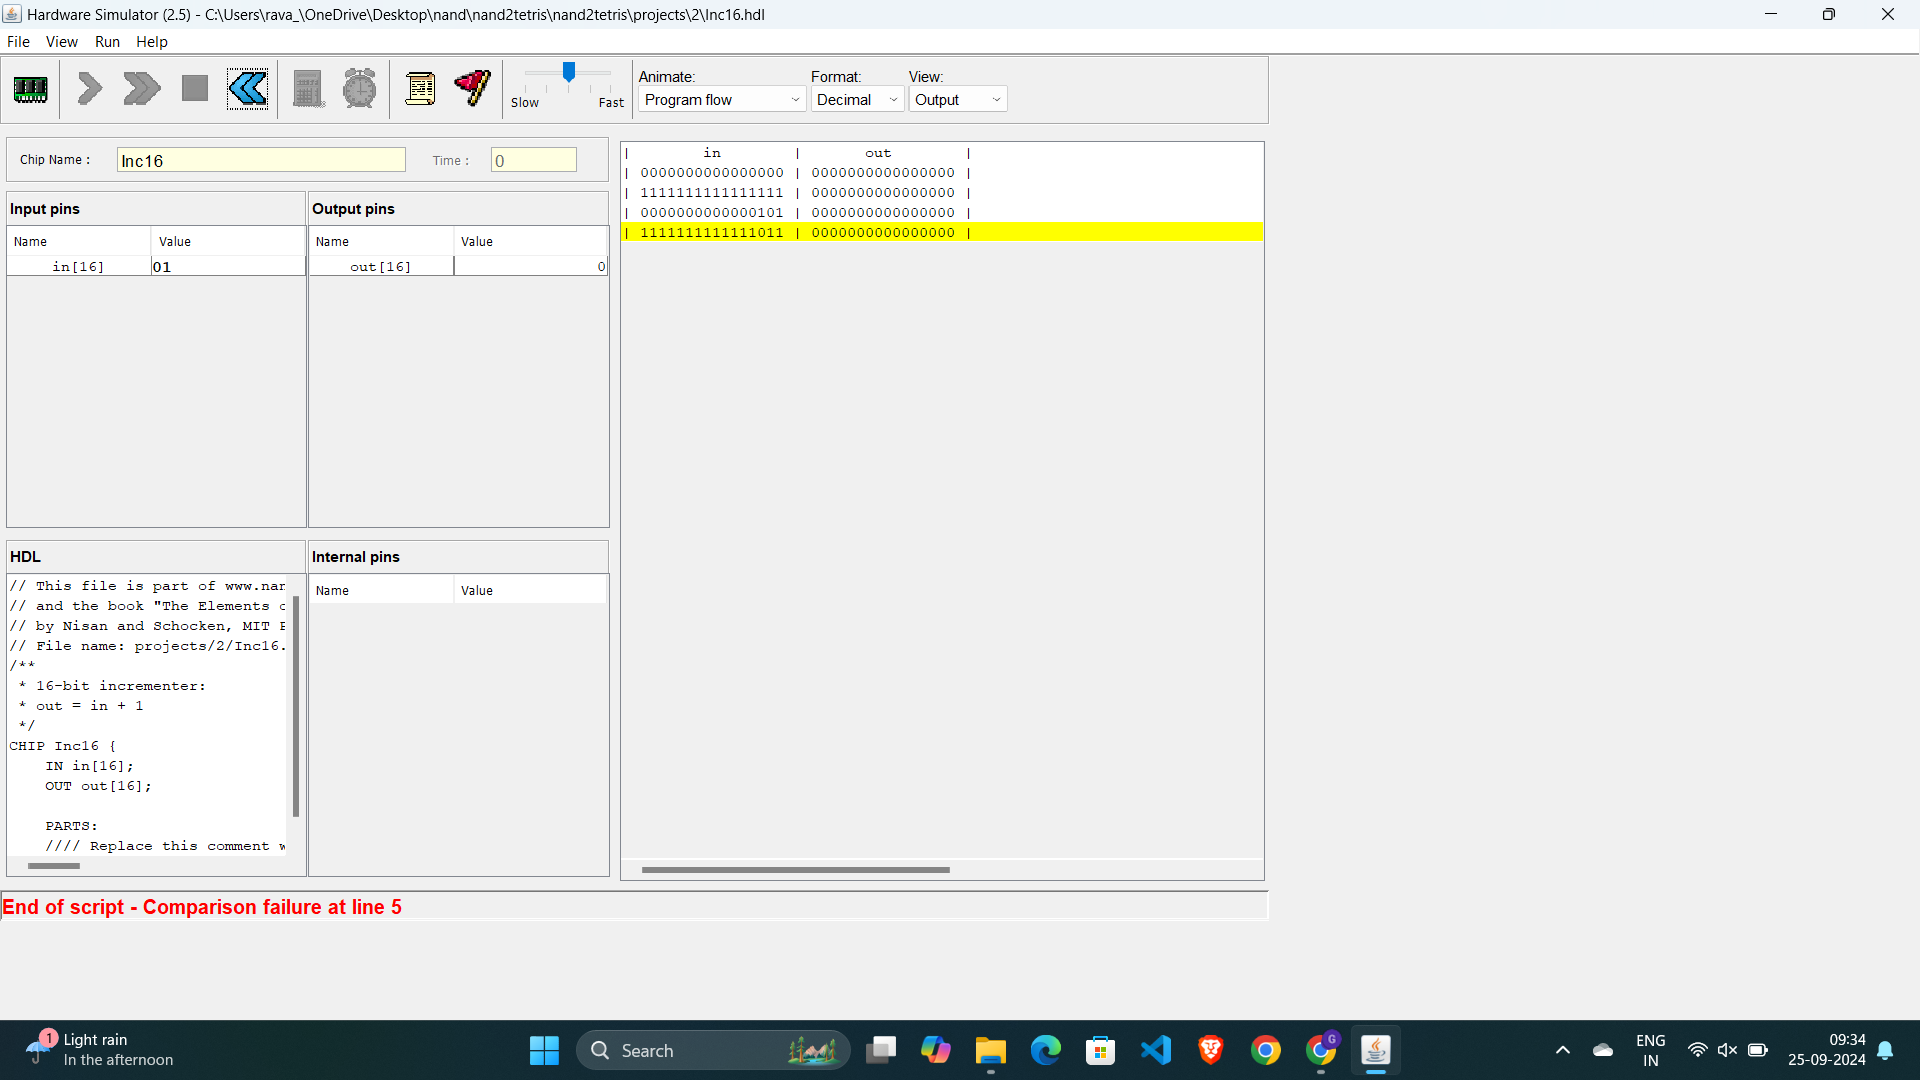 Hardware Simulator (2.5) - C:\Users\rava_\OneDrive\Desktop\nand\nand2tetris\nand2tetris\projects\2\Inc16.hdl
File View Run Help
Slow Fast
Animate: Format: View:
Program flow Decimal Output
Chip Name : Inc16 Time : 0
Input pins
Name Value
in[16] 01
Output pins
Name Value
out[16] 0
| in | out |
| 0000000000000000 | 0000000000000000 |
| 1111111111111111 | 0000000000000000 |
| 0000000000000101 | 0000000000000000 |
| 1111111111111011 | 0000000000000000 |
HDL
// This file is part of www.nan
// and the book "The Elements o
// by Nisan and Schocken, MIT P
// File name: projects/2/Inc16.
/**
* 16-bit incrementer:
* out = in + 1
*/
CHIP Inc16 {
IN in[16];
OUT out[16];
PARTS:
//// Replace this comment w
Internal pins
Name Value
End of script - Comparison failure at line 5
1
Light rain
In the afternoon
Search
G
ENG
IN
09:34
25-09-2024